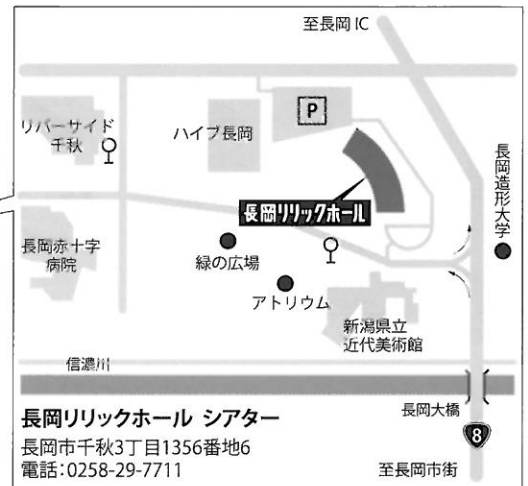 至長岡IC
P
リバーサイド
千秋
ハイブ長岡
長岡造形大学
長岡リリックホール
長岡赤十字
病院
緑の広場
アトリウム
新潟県立
近代美術館
信濃川
長岡大橋
8
長岡リリックホール シアター
長岡市千秋3丁目1356番地6
電話:0258-29-7711
至長岡市街